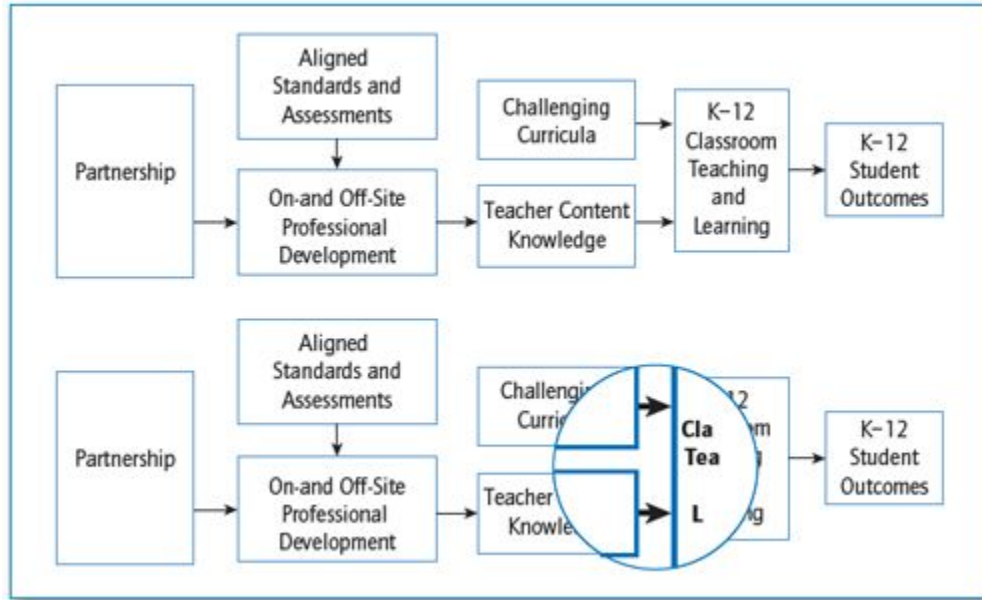 Partnership
Aligned
Standards and
Assessments
On-and Off-Site
Professional
Development
Challenging
Curricula
Teacher Content
Knowledge
K–12
Classroom
Teaching
and
Learning
K–12
Student
Outcomes
Partnership
Aligned
Standards and
Assessments
On-and Off-Site
Professional
Development
Teacher
Cla
Tea
L
K–12
Student
Outcomes